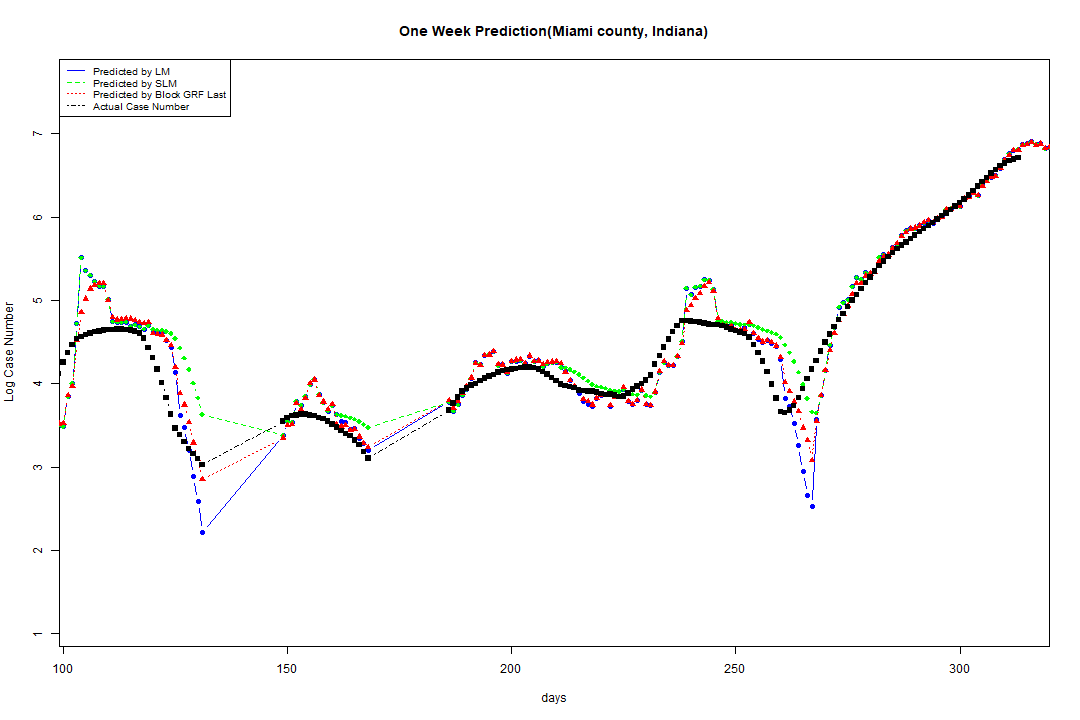 One Week Prediction(Miami county, Indiana)
Predicted by LM
Predicted by SLM
Predicted by Block GRF Last
Actual Case Number
7
6
5
4
3
2
1
Log Case Number
100 150 200 250 300
days